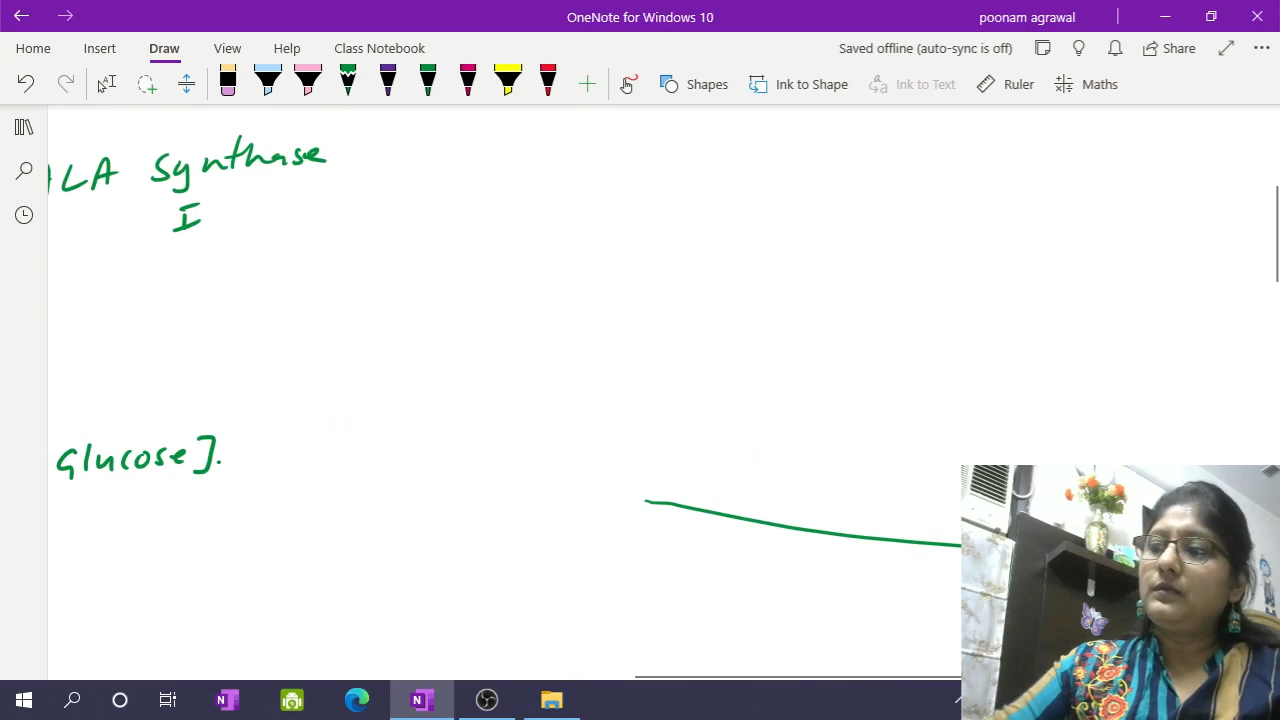 OneNote for Windows 10
poonam agrawal
Home Insert Draw View Help Class Notebook
Saved offline (auto-sync is off) Share
Shapes Ink to Shape Ink to Text Ruler Maths
LA Synthase
I
Glucose].